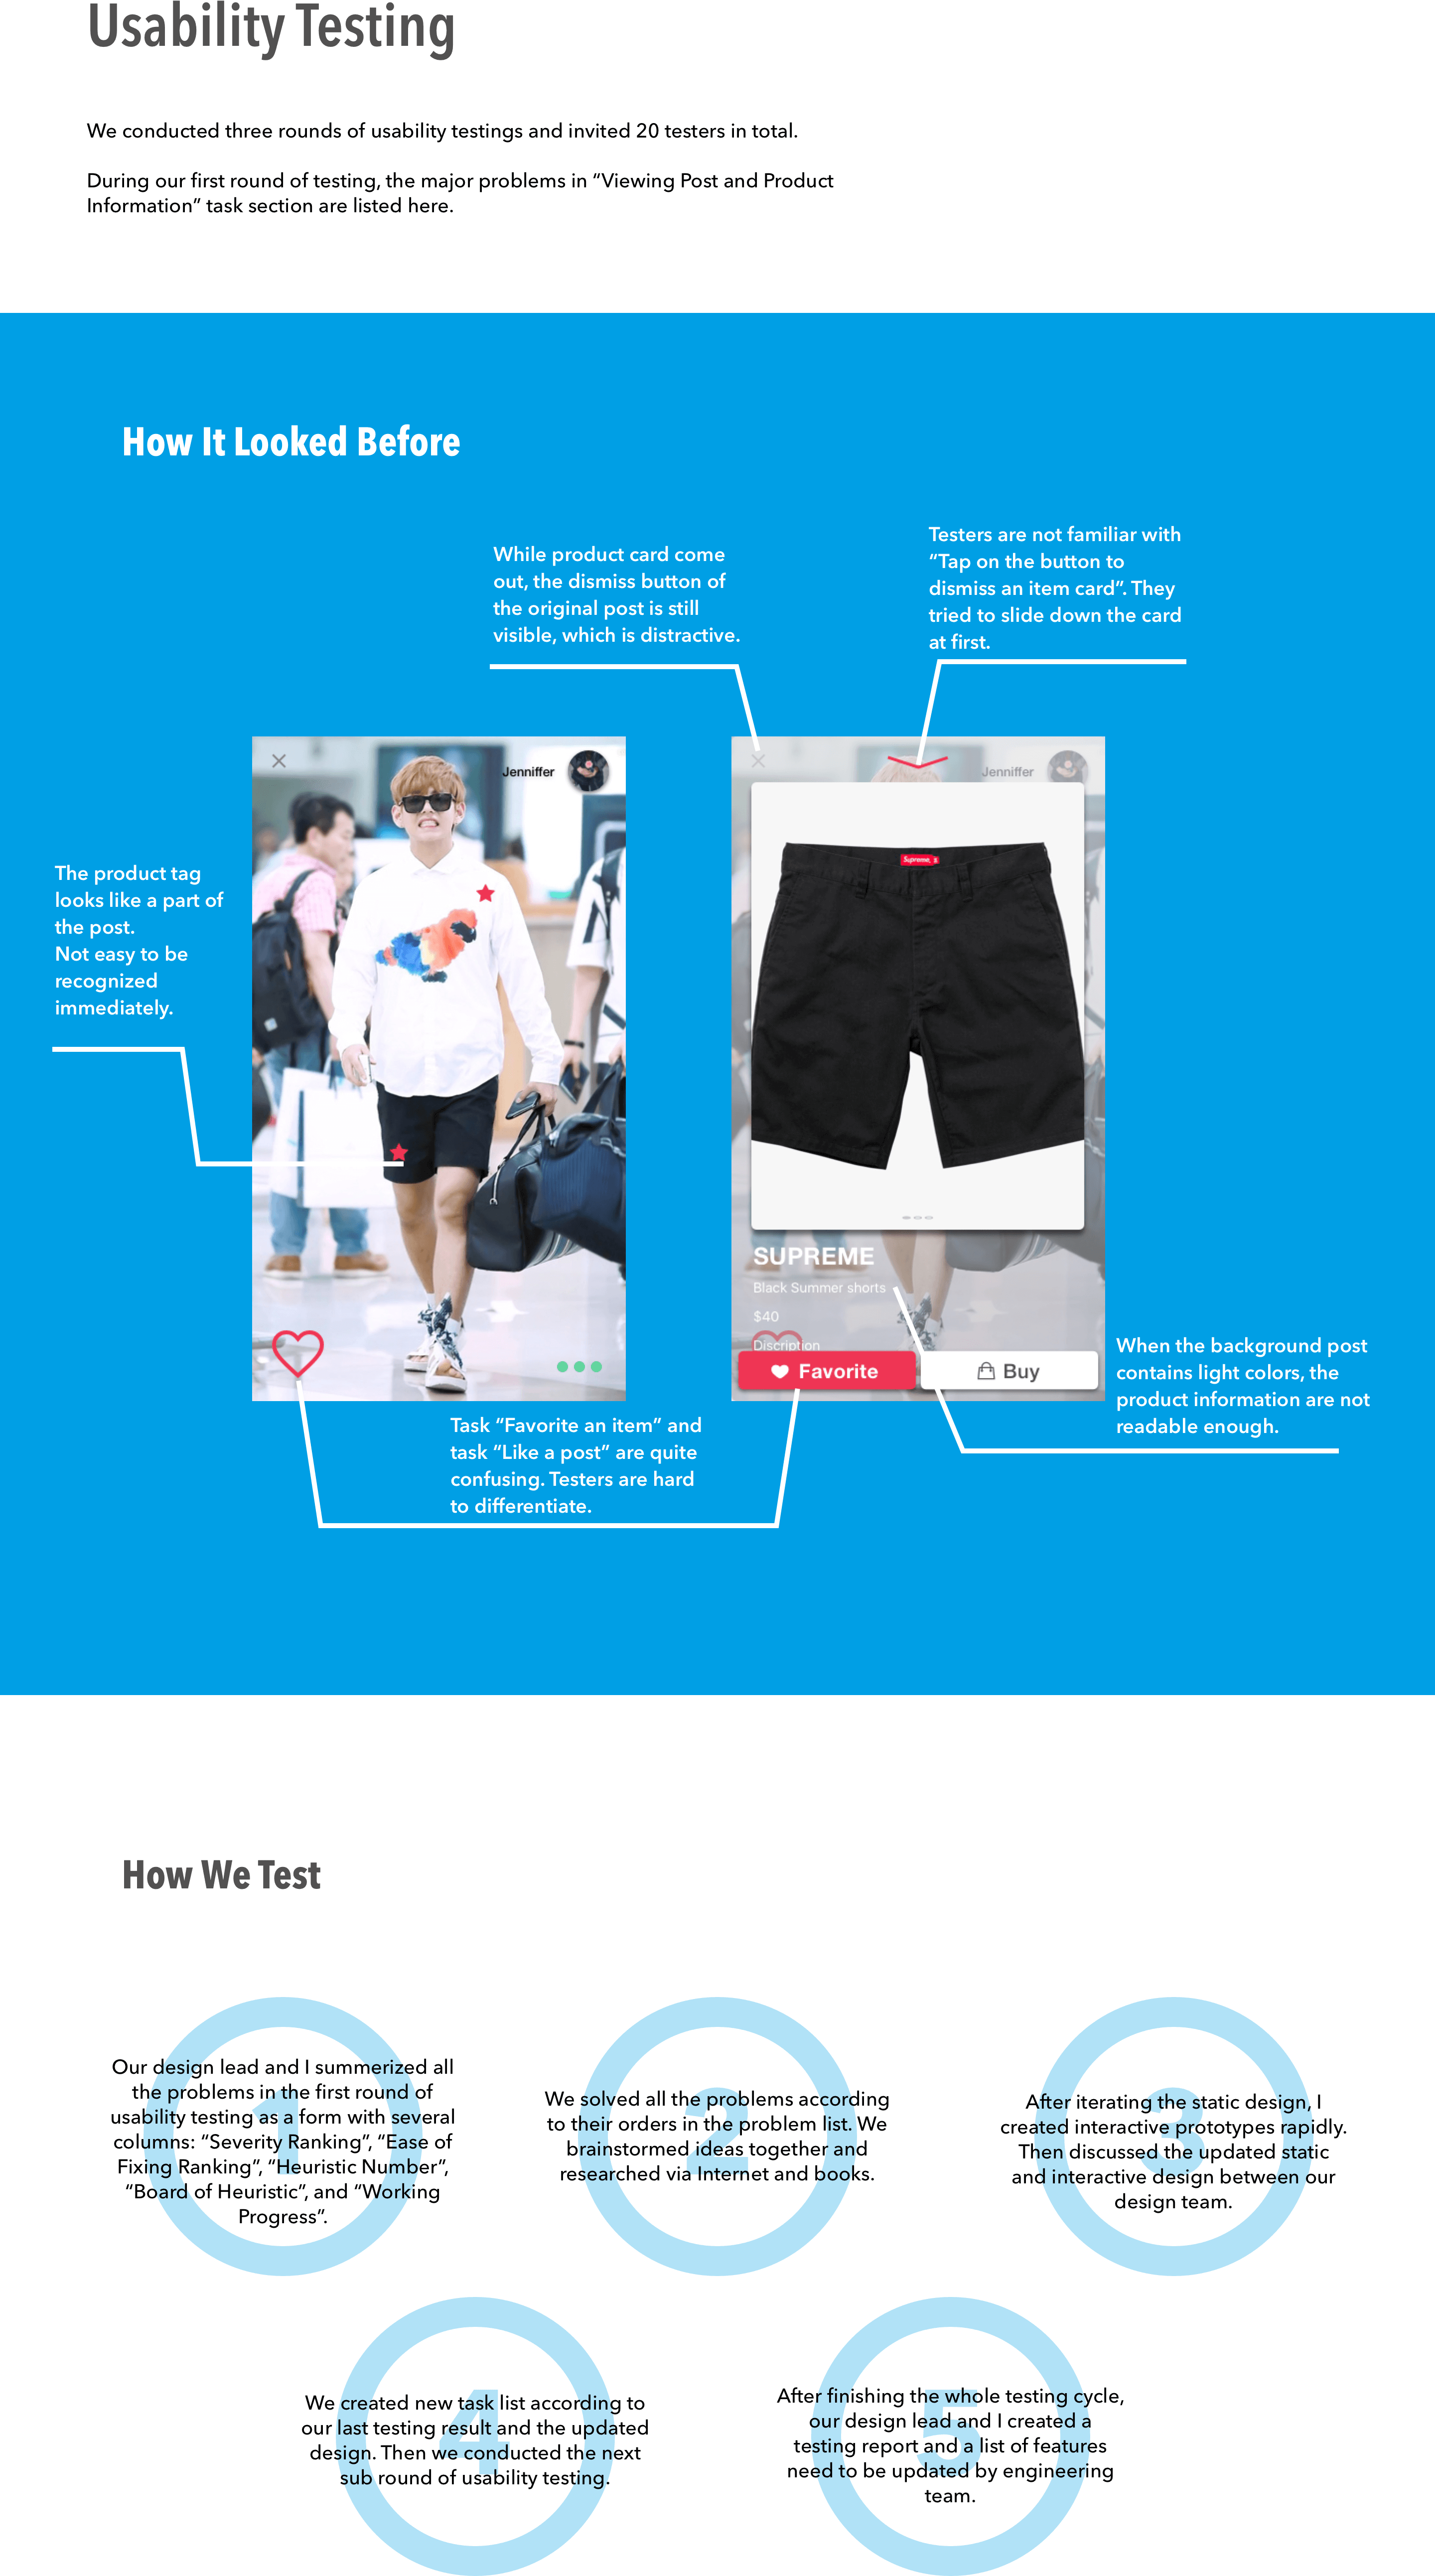 Usability Testing
We conducted three rounds of usability testings and invited 20 testers in total.
During our first round of testing, the major problems in “Viewing Post and Product
Information” task section are listed here.
How It Looked Before
While product card come
out, the dismiss button of
the original post is still
visible, which is distractive.
Testers are not familiar with
“Tap on the button to
dismiss an item card”. They
tried to slide down the card
at first.
The product tag
looks like a part of
the post.
Not easy to be
recognized
immediately.
Jenniffer
Jenniffer
Supreme
SUPREME
Black Summer shorts
$40
Discription
Favorite
Buy
When the background post
contains light colors, the
product information are not
readable enough.
Task “Favorite an item” and
task “Like a post” are quite
confusing. Testers are hard
to differentiate.
How We Test
1
Our design lead and I summerized all
the problems in the first round of
usability testing as a form with several
columns: “Severity Ranking”, “Ease of
Fixing Ranking”, “Heuristic Number”,
“Board of Heuristic”, and “Working
Progress”.
2
We solved all the problems according
to their orders in the problem list. We
brainstormed ideas together and
researched via Internet and books.
3
After iterating the static design, I
created interactive prototypes rapidly.
Then discussed the updated static
and interactive design between our
design team.
4
We created new task list according to
our last testing result and the updated
design. Then we conducted the next
sub round of usability testing.
5
After finishing the whole testing cycle,
our design lead and I created a
testing report and a list of features
need to be updated by engineering
team.